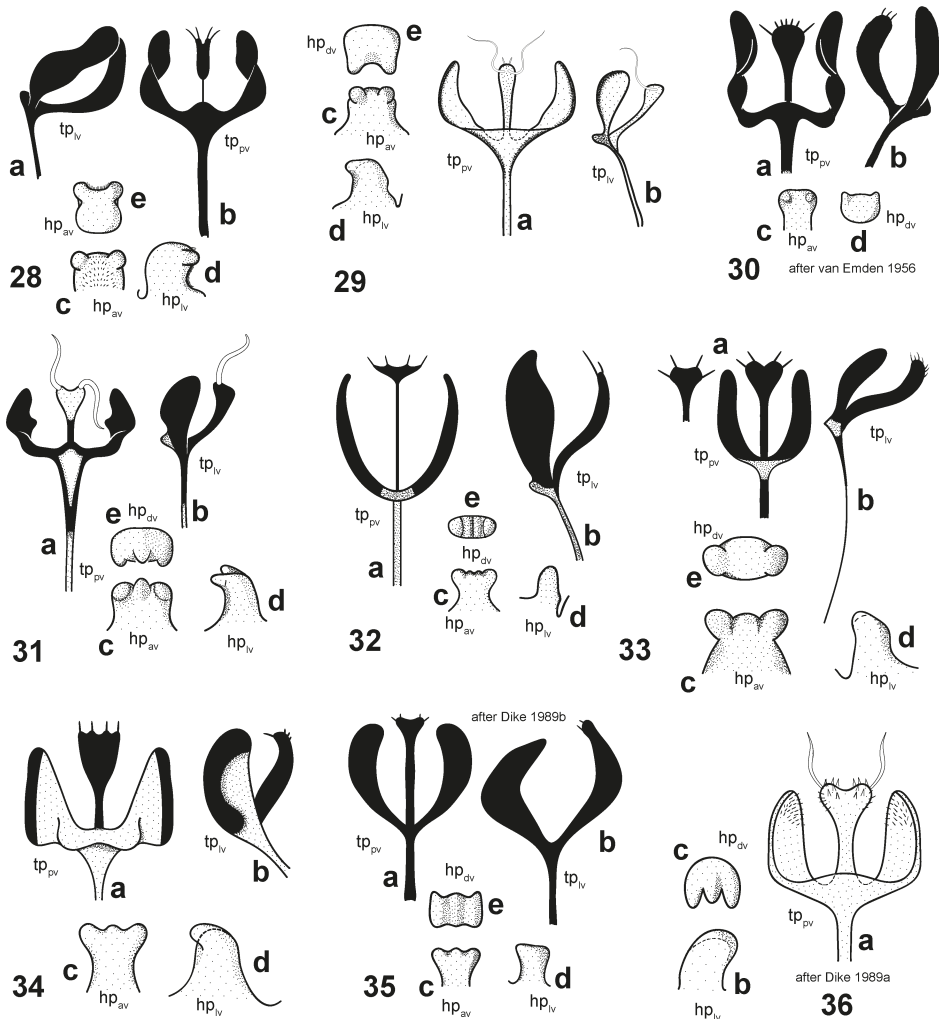 tp_lv
a
tp_pv
b
hp_av
e
28
c
hp_av
hp_lv
d
hp_dv
e
c
hp_av
d
hp_lv
29
tp_pv
a
tp_lv
b
a
tp_pv
b
c
hp_av
d
hp_dv
30
after van Emden 1956
tp_lv
b
e
hp_dv
a
tp_pv
c
hp_av
hp_lv
d
31
tp_pv
a
tp_lv
b
e
hp_dv
c
hp_av
hp_lv
d
32
a
tp_pv
tp_lv
b
hp_dv
e
c
hp_av
hp_lv
d
33
tp_pv
a
tp_lv
b
c
hp_av
hp_lv
d
34
after Dike 1989b
tp_pv
a
b
tp_lv
hp_dv
e
c
hp_av
d
hp_lv
35
c
hp_dv
tp_pv
a
b
hp_lv
after Dike 1989a
36